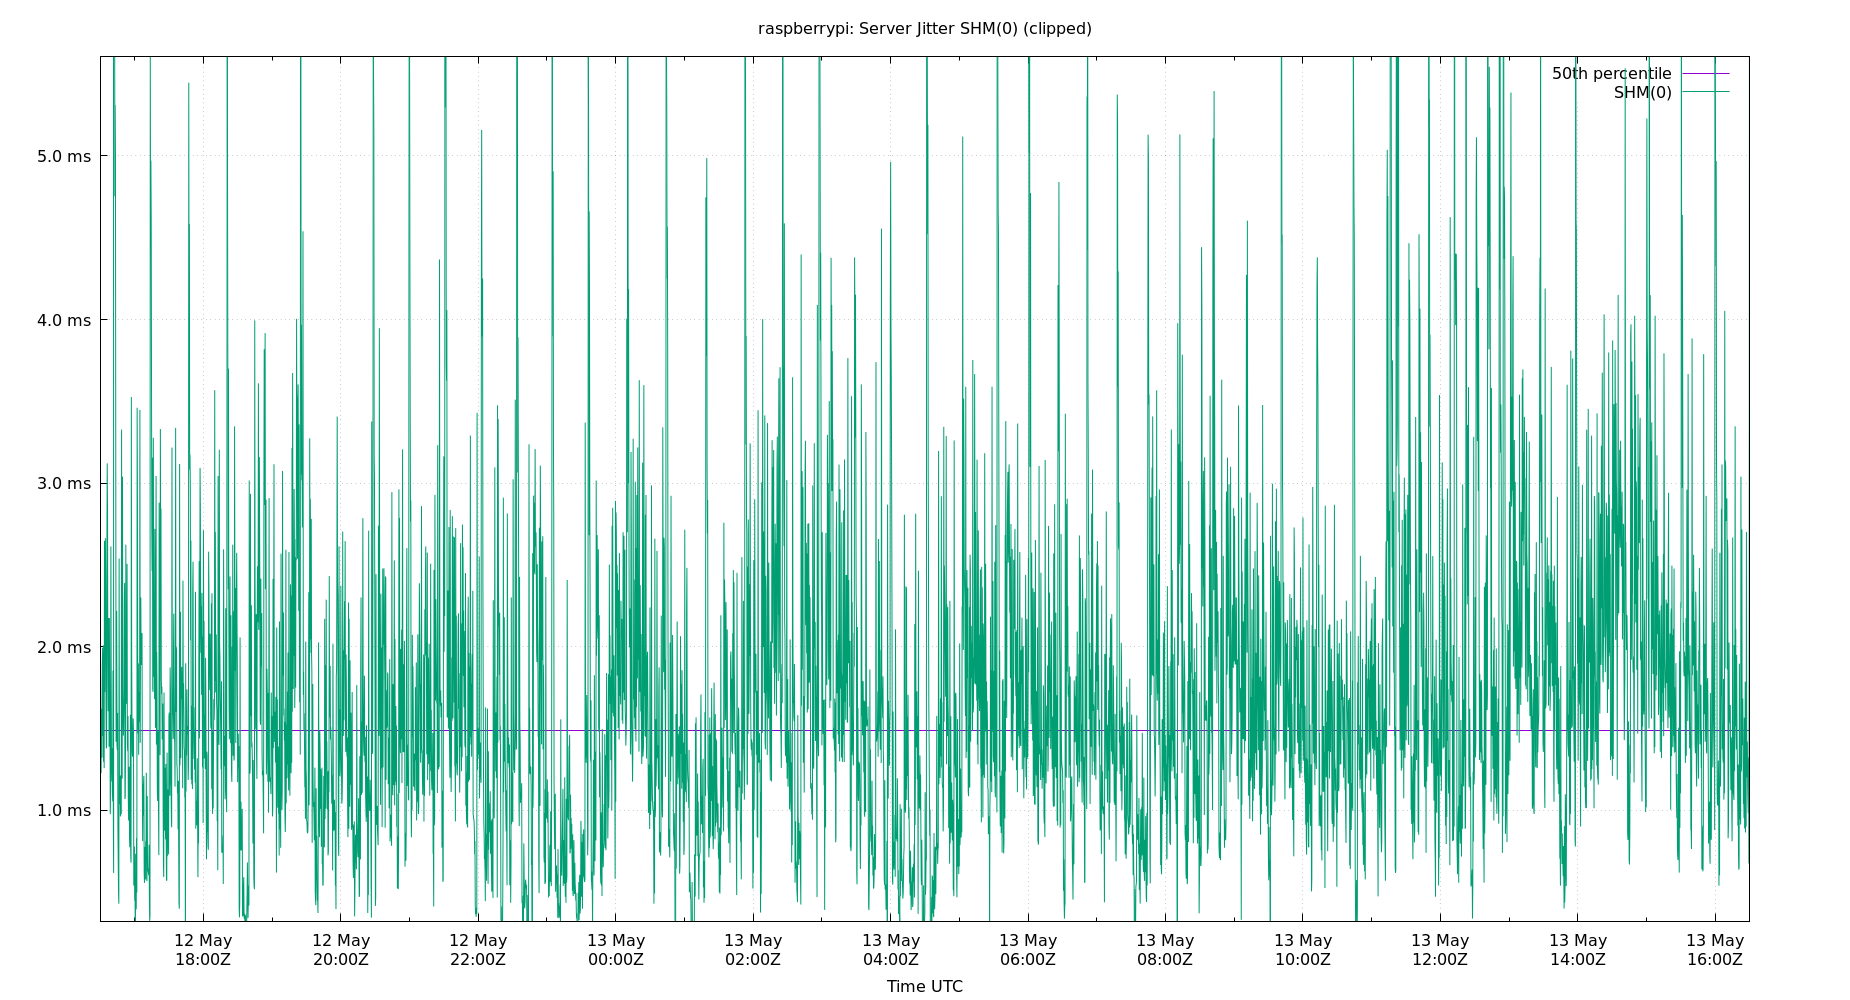 raspberrypi: Server Jitter SHM(0) (clipped)
50th percentile
SHM(0)
5.0 ms
4.0 ms
3.0 ms
2.0 ms
1.0 ms
12 May 12 May 12 May 13 May 13 May 13 May 13 May 13 May 13 May 13 May 13 May 13 May
18:00Z 20:00Z 22:00Z 00:00Z 02:00Z 04:00Z 06:00Z 08:00Z 10:00Z 12:00Z 14:00Z 16:00Z
Time UTC